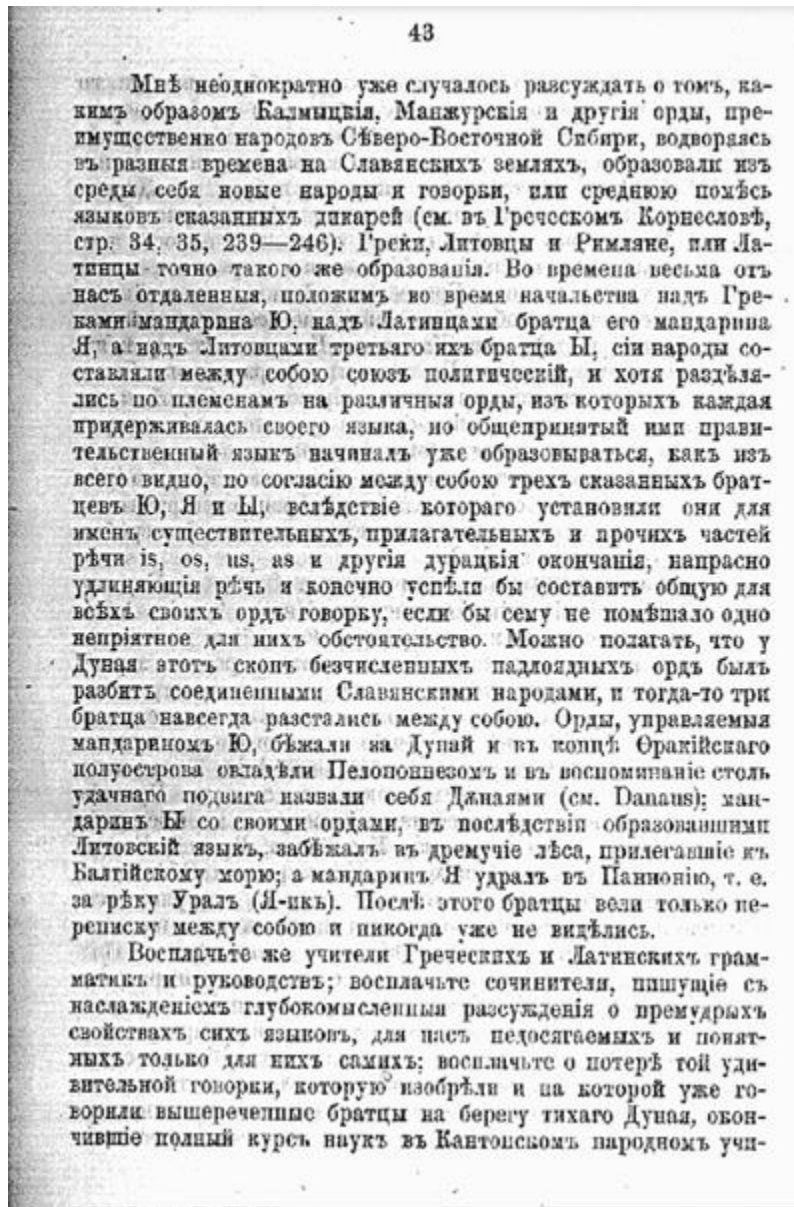 43
Мнѣ неоднократно уже случалось разсуждать о томъ, ка-
кимъ образомъ Калмыцкія, Манжурскія и другія орды, пре-
имущественно народовъ Сѣверо-Восточной Сибири, водворяясь
въ разныя времена на Славянскихъ земляхъ, образовали изъ
среды себя новые народы и говорки, или среднюю помѣсь
языковъ сказанныхъ дикарей (см. въ Греческомъ Корнесловѣ,
стр. 34, 35, 239—246). Греки, Литовцы и Римляне, или Ла-
тинцы точно такого же образованія. Во времена весьма отъ
насъ отдаленныя, положимъ во время начальства надъ Гре-
ками мандарина Ю, надъ Латинцами братца его мандарина
Я, а надъ Литовцами третьяго ихъ братца Ы, сіи народы со-
ставляли между собою союзъ политическій, и хотя раздѣля-
лись по племенамъ на различныя орды, изъ которыхъ каждая
придерживалась своего языка, но общепринятый ими прави-
тельственный языкъ начиналъ уже образовываться, какъ изъ
всего видно, по согласію между собою трехъ сказанныхъ брат-
цевъ Ю, Я и Ы, вслѣдствіе котораго установили они для
именъ существительныхъ, прилагательныхъ и прочихъ частей
рѣчи is, os, us, as и другія дурацкія окончанія, напрасно
удлиняющія рѣчь и конечно успѣли бы составить общую для
всѣхъ своихъ ордъ говорку, если бы сему не помѣшало одно
непріятное для нихъ обстоятельство. Можно полагать, что у
Дуная этотъ скопъ безчисленныхъ падлоядныхъ ордъ былъ
разбитъ соединенными Славянскими народами, и тогда-то три
братца навсегда разстались между собою. Орды, управляемыя
мандариномъ Ю, бѣжали за Дунай и въ концѣ Ѳракійскаго
полуострова овладѣли Пелопоннезомъ и въ воспоминаніе столь
удачнаго подвига назвали себя Дзнаями (см. Danaus); ман-
даринъ Ы со своими ордами, въ послѣдствіи образовавшими
Литовскій языкъ, забѣжалъ въ дремучіе лѣса, прилегавшіе къ
Балтійскому морю; а мандаринъ Я удралъ въ Паннонію, т. е.
за рѣку Уралъ (Я-икъ). Послѣ этого братцы вели только пе-
реписку между собою и никогда уже не видѣлись.
Восплачьте же учители Греческихъ и Латинскихъ грам-
матикъ и руководствъ; восплачьте сочинители, пишущіе съ
наслажденіемъ глубокомысленныя разсужденія о премудрыхъ
свойствахъ сихъ языковъ, для насъ недосягаемыхъ и понят-
ныхъ только для нихъ самихъ; восплачьте о потерѣ той уди-
вительной говорки, которую изобрѣли и на которой уже го-
ворили вышереченные братцы на берегу тихаго Дуная, окон-
чившіе полный курсъ наукъ въ Кантонскомъ народномъ учи-